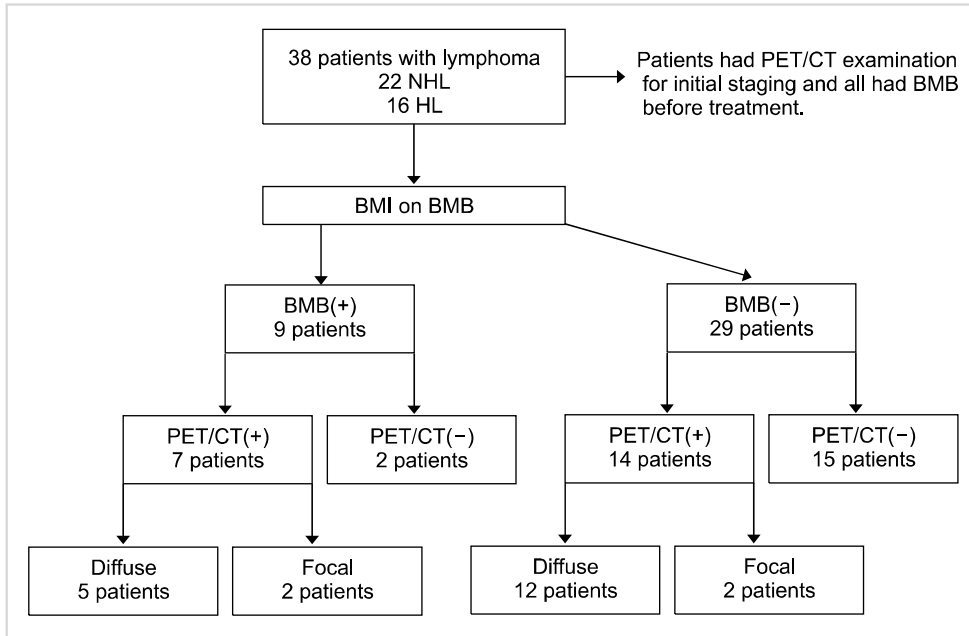 38 patients with lymphoma
22 NHL
16 HL
Patients had PET/CT examination
for initial staging and all had BMB
before treatment.
BMI on BMB
BMB(+)
9 patients
BMB(−)
29 patients
PET/CT(+)
7 patients
PET/CT(−)
2 patients
PET/CT(+)
14 patients
PET/CT(−)
15 patients
Diffuse
5 patients
Focal
2 patients
Diffuse
12 patients
Focal
2 patients